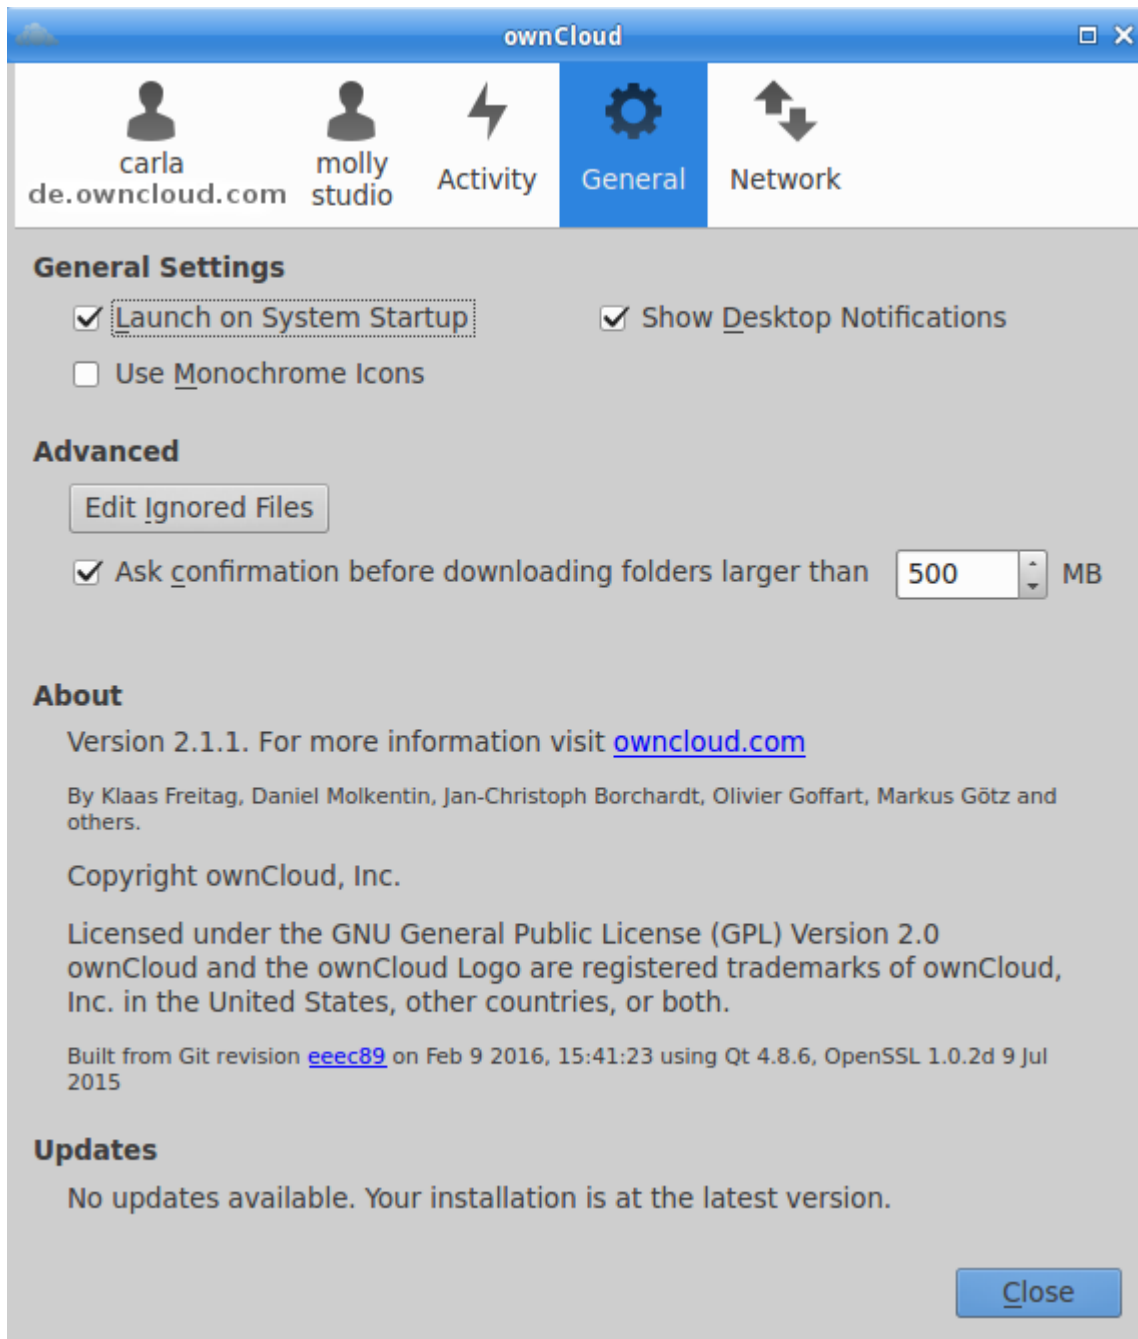 ownCloud
carla
de.owncloud.com
molly
studio
Activity
General
Network
General Settings
Launch on System Startup
Show Desktop Notifications
Use Monochrome Icons
Advanced
Edit Ignored Files
Ask confirmation before downloading folders larger than 500 MB
About
Version 2.1.1. For more information visit owncloud.com
By Klaas Freitag, Daniel Molkentin, Jan-Christoph Borchardt, Olivier Goffart, Markus Götz and
others.
Copyright ownCloud, Inc.
Licensed under the GNU General Public License (GPL) Version 2.0
ownCloud and the ownCloud Logo are registered trademarks of ownCloud,
Inc. in the United States, other countries, or both.
Built from Git revision eeec89 on Feb 9 2016, 15:41:23 using Qt 4.8.6, OpenSSL 1.0.2d 9 Jul
2015
Updates
No updates available. Your installation is at the latest version.
Close